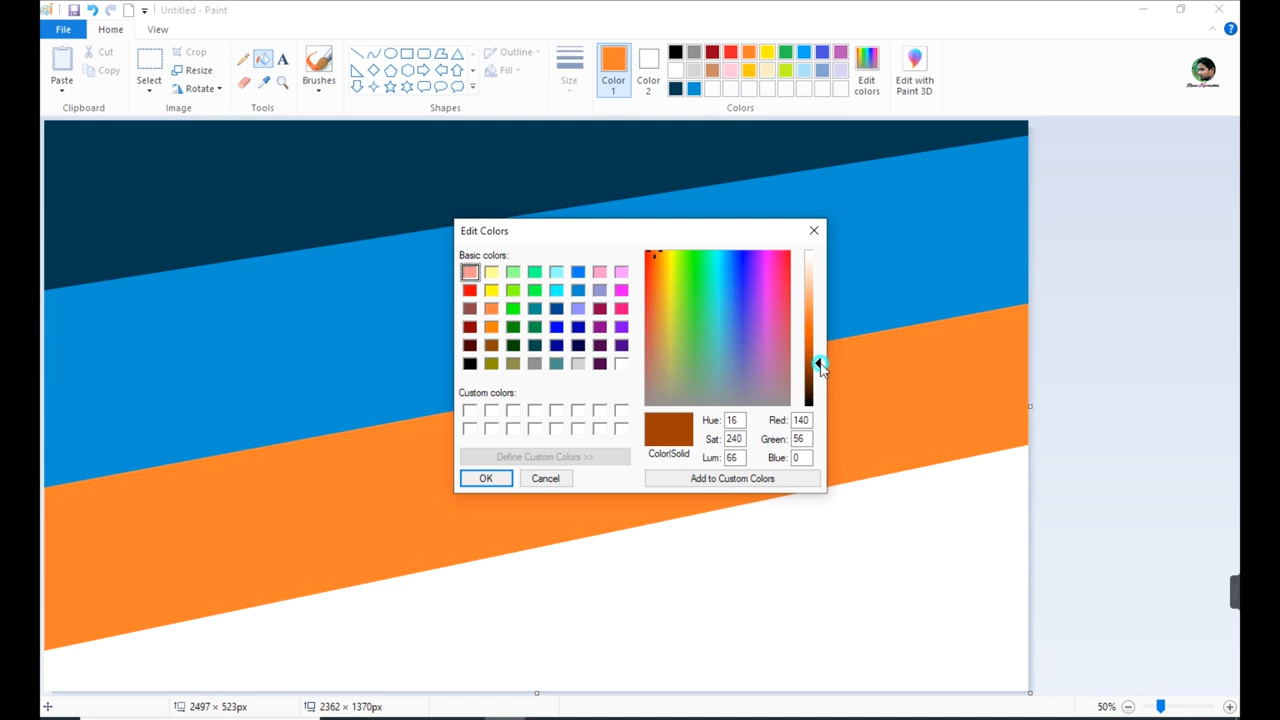 Untitled - Paint
File Home View
Paste
Cut
Copy
Clipboard
Select
Crop
Resize
Rotate
Image
A
Tools
Brushes
Outline
Fill
Shapes
Size
Color 1
Color 2
Edit colors
Colors
Edit with Paint 3D
Edit Colors
Basic colors:
Custom colors:
Define Custom Colors >>
OK Cancel
Color|Solid
Hue: 16 Red: 140
Sat: 240 Green: 56
Lum: 66 Blue: 0
Add to Custom Colors
2497 × 523px 2362 × 1370px 50%